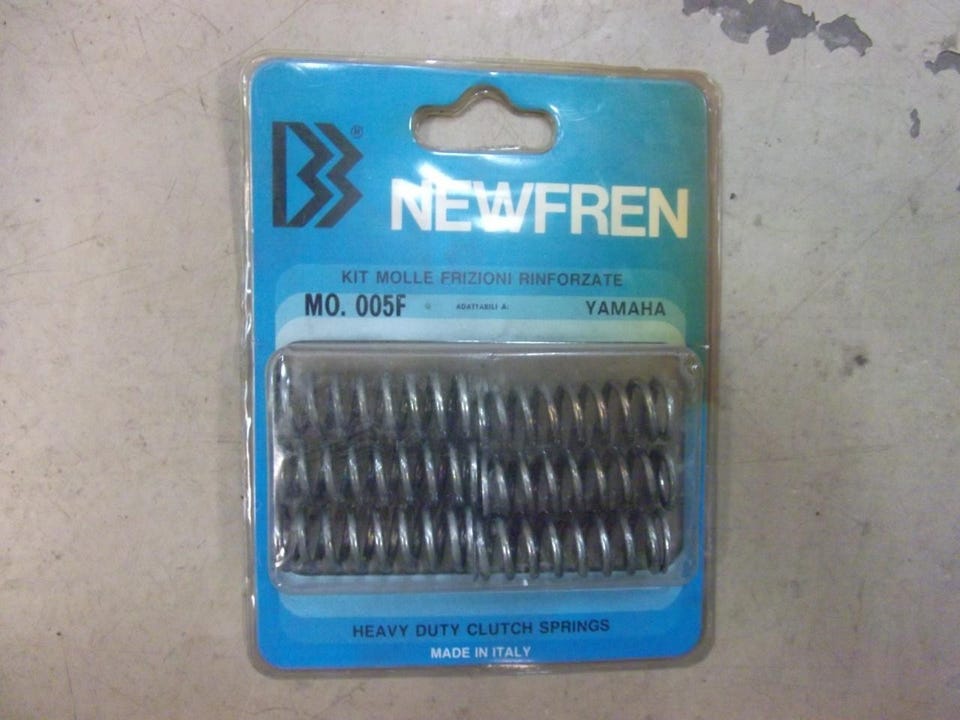 ®
NEWFREN
KIT MOLLE FRIZIONI RINFORZATE
MO. 005F ADATTABILI A: YAMAHA
HEAVY DUTY CLUTCH SPRINGS
MADE IN ITALY